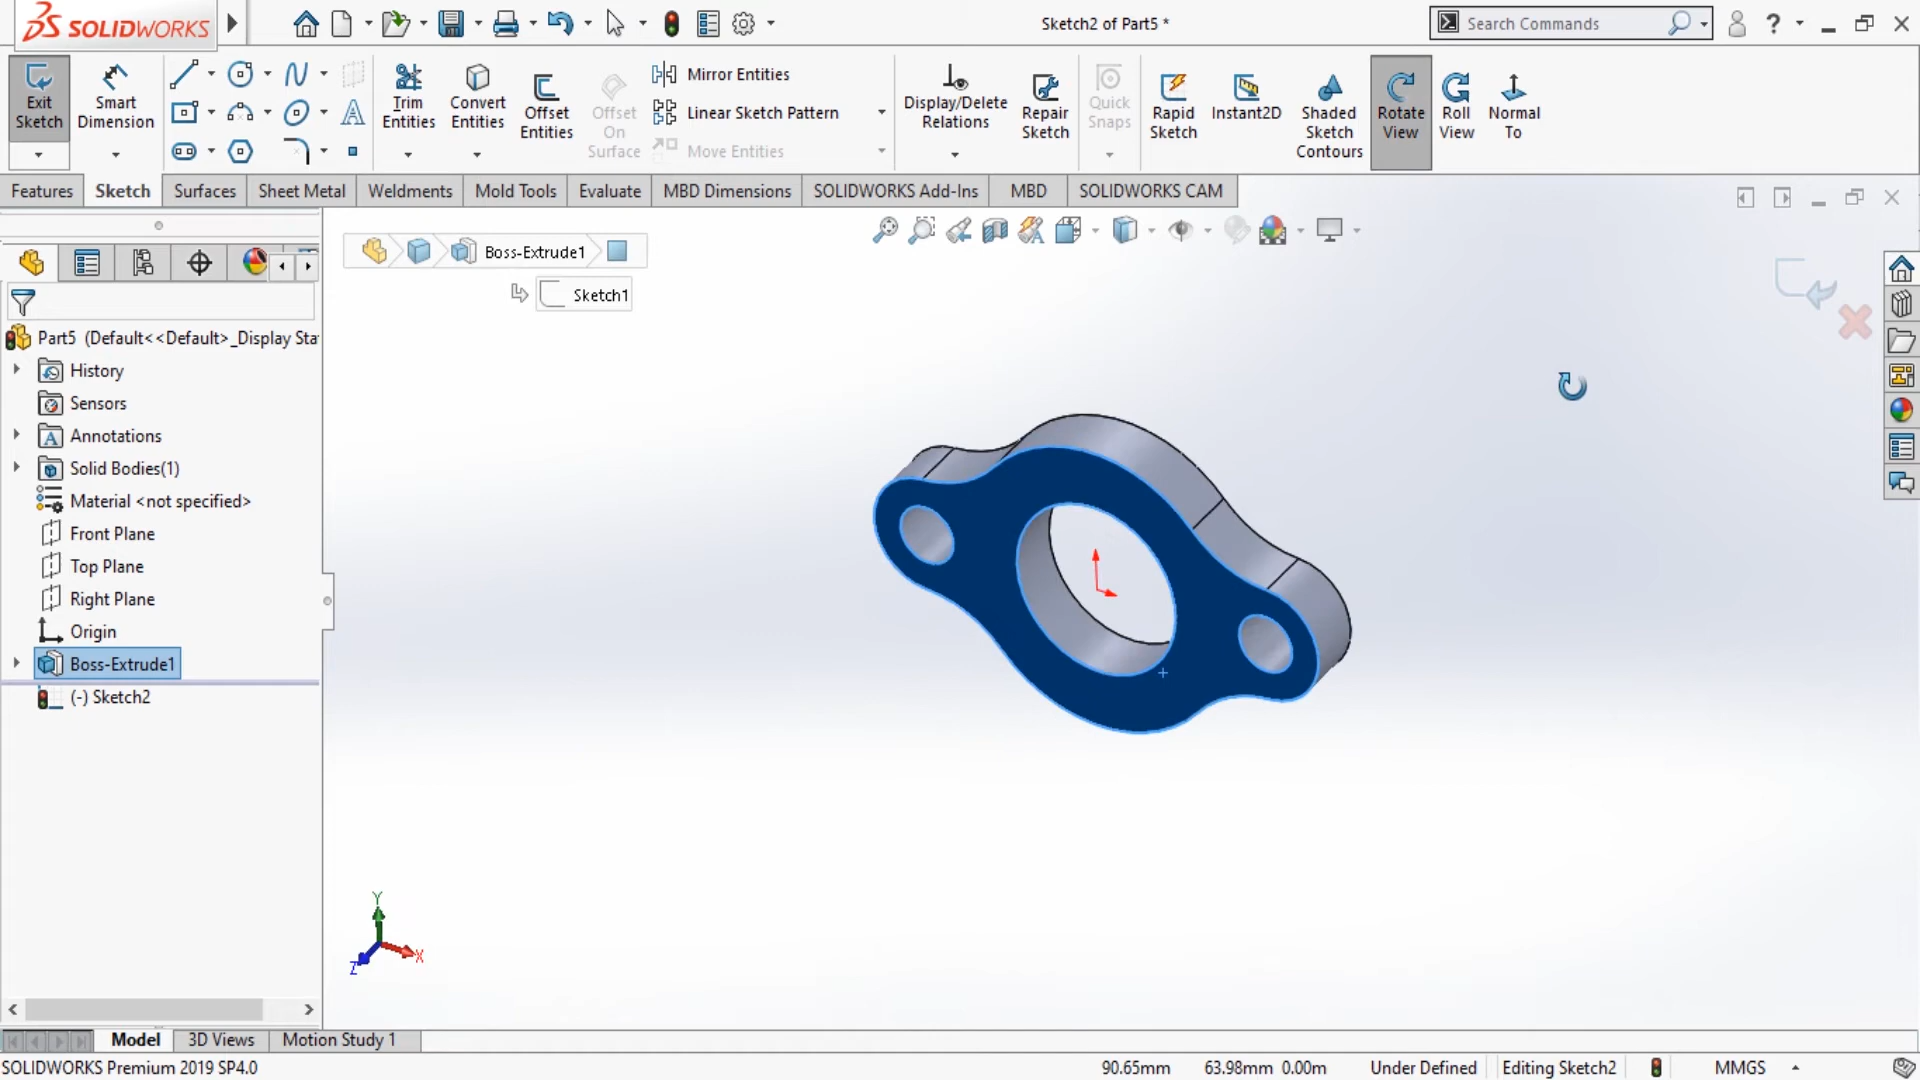 SOLIDWORKS
Sketch2 of Part5 *
Search Commands
Exit Sketch
Smart Dimension
Trim Entities
Convert Entities
Offset Entities
Offset On Surface
Mirror Entities
Linear Sketch Pattern
Move Entities
Display/Delete Relations
Repair Sketch
Quick Snaps
Rapid Sketch
Instant2D
Shaded Sketch Contours
Rotate View
Roll View
Normal To
Features
Sketch
Surfaces
Sheet Metal
Weldments
Mold Tools
Evaluate
MBD Dimensions
SOLIDWORKS Add-Ins
MBD
SOLIDWORKS CAM
Boss-Extrude1
Sketch1
Part5 (Default<<Default>_Display Sta
History
Sensors
Annotations
Solid Bodies(1)
Material <not specified>
Front Plane
Top Plane
Right Plane
Origin
Boss-Extrude1
(-) Sketch2
Y
X
Z
Model
3D Views
Motion Study 1
SOLIDWORKS Premium 2019 SP4.0
90.65mm
63.98mm
0.00m
Under Defined
Editing Sketch2
MMGS